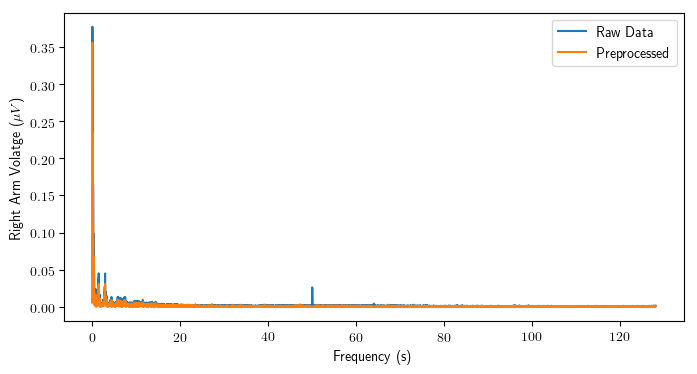 Raw Data
Preprocessed
Right Arm Volatge (μV)
0.35
0.30
0.25
0.20
0.15
0.10
0.05
0.00
0 20 40 60 80 100 120
Frequency (s)